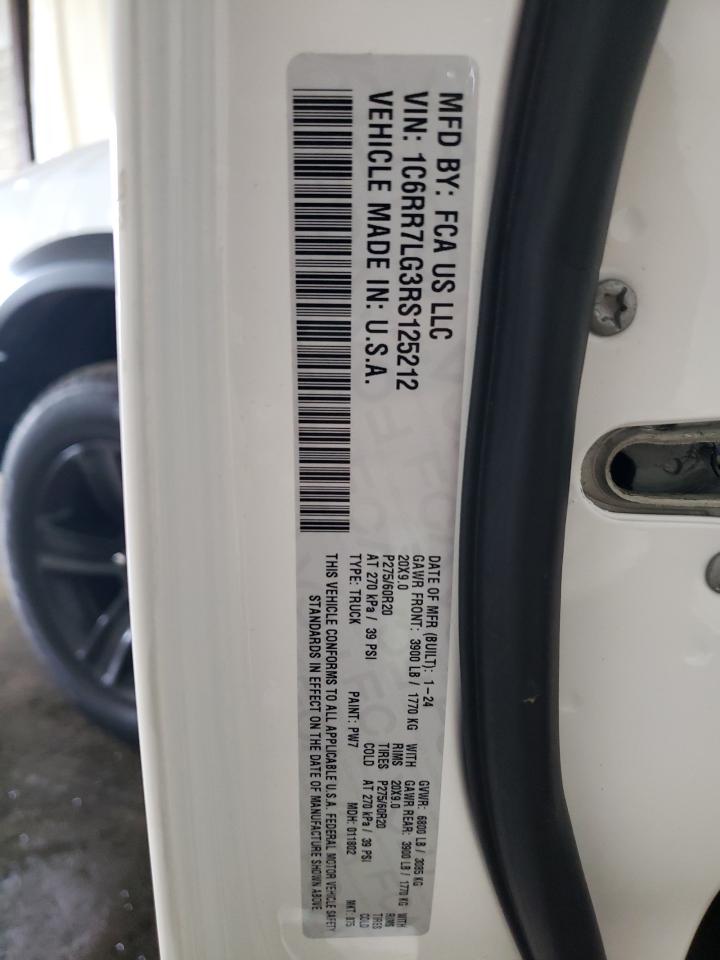 MFD BY: FCA US LLC
VIN: 1C6RR7LG3RS125212
VEHICLE MADE IN: U.S.A.
DATE OF MFR (BUILT): 1-24 GVWR: 6800 LB / 3085 KG
GAWR FRONT: 3900 LB / 1770 KG WITH GAWR REAR: 3900 LB / 1770 KG WITH
20X9.0 RIMS 20X9.0 RIMS
P275/60R20 TIRES P275/60R20 TIRES
AT 270 kPa / 39 PSI COLD AT 270 kPa / 39 PSI COLD
TYPE: TRUCK PAINT: PW7 MDH: 011802 MKT: 875
THIS VEHICLE CONFORMS TO ALL APPLICABLE U.S.A. FEDERAL MOTOR VEHICLE SAFETY
STANDARDS IN EFFECT ON THE DATE OF MANUFACTURE SHOWN ABOVE.